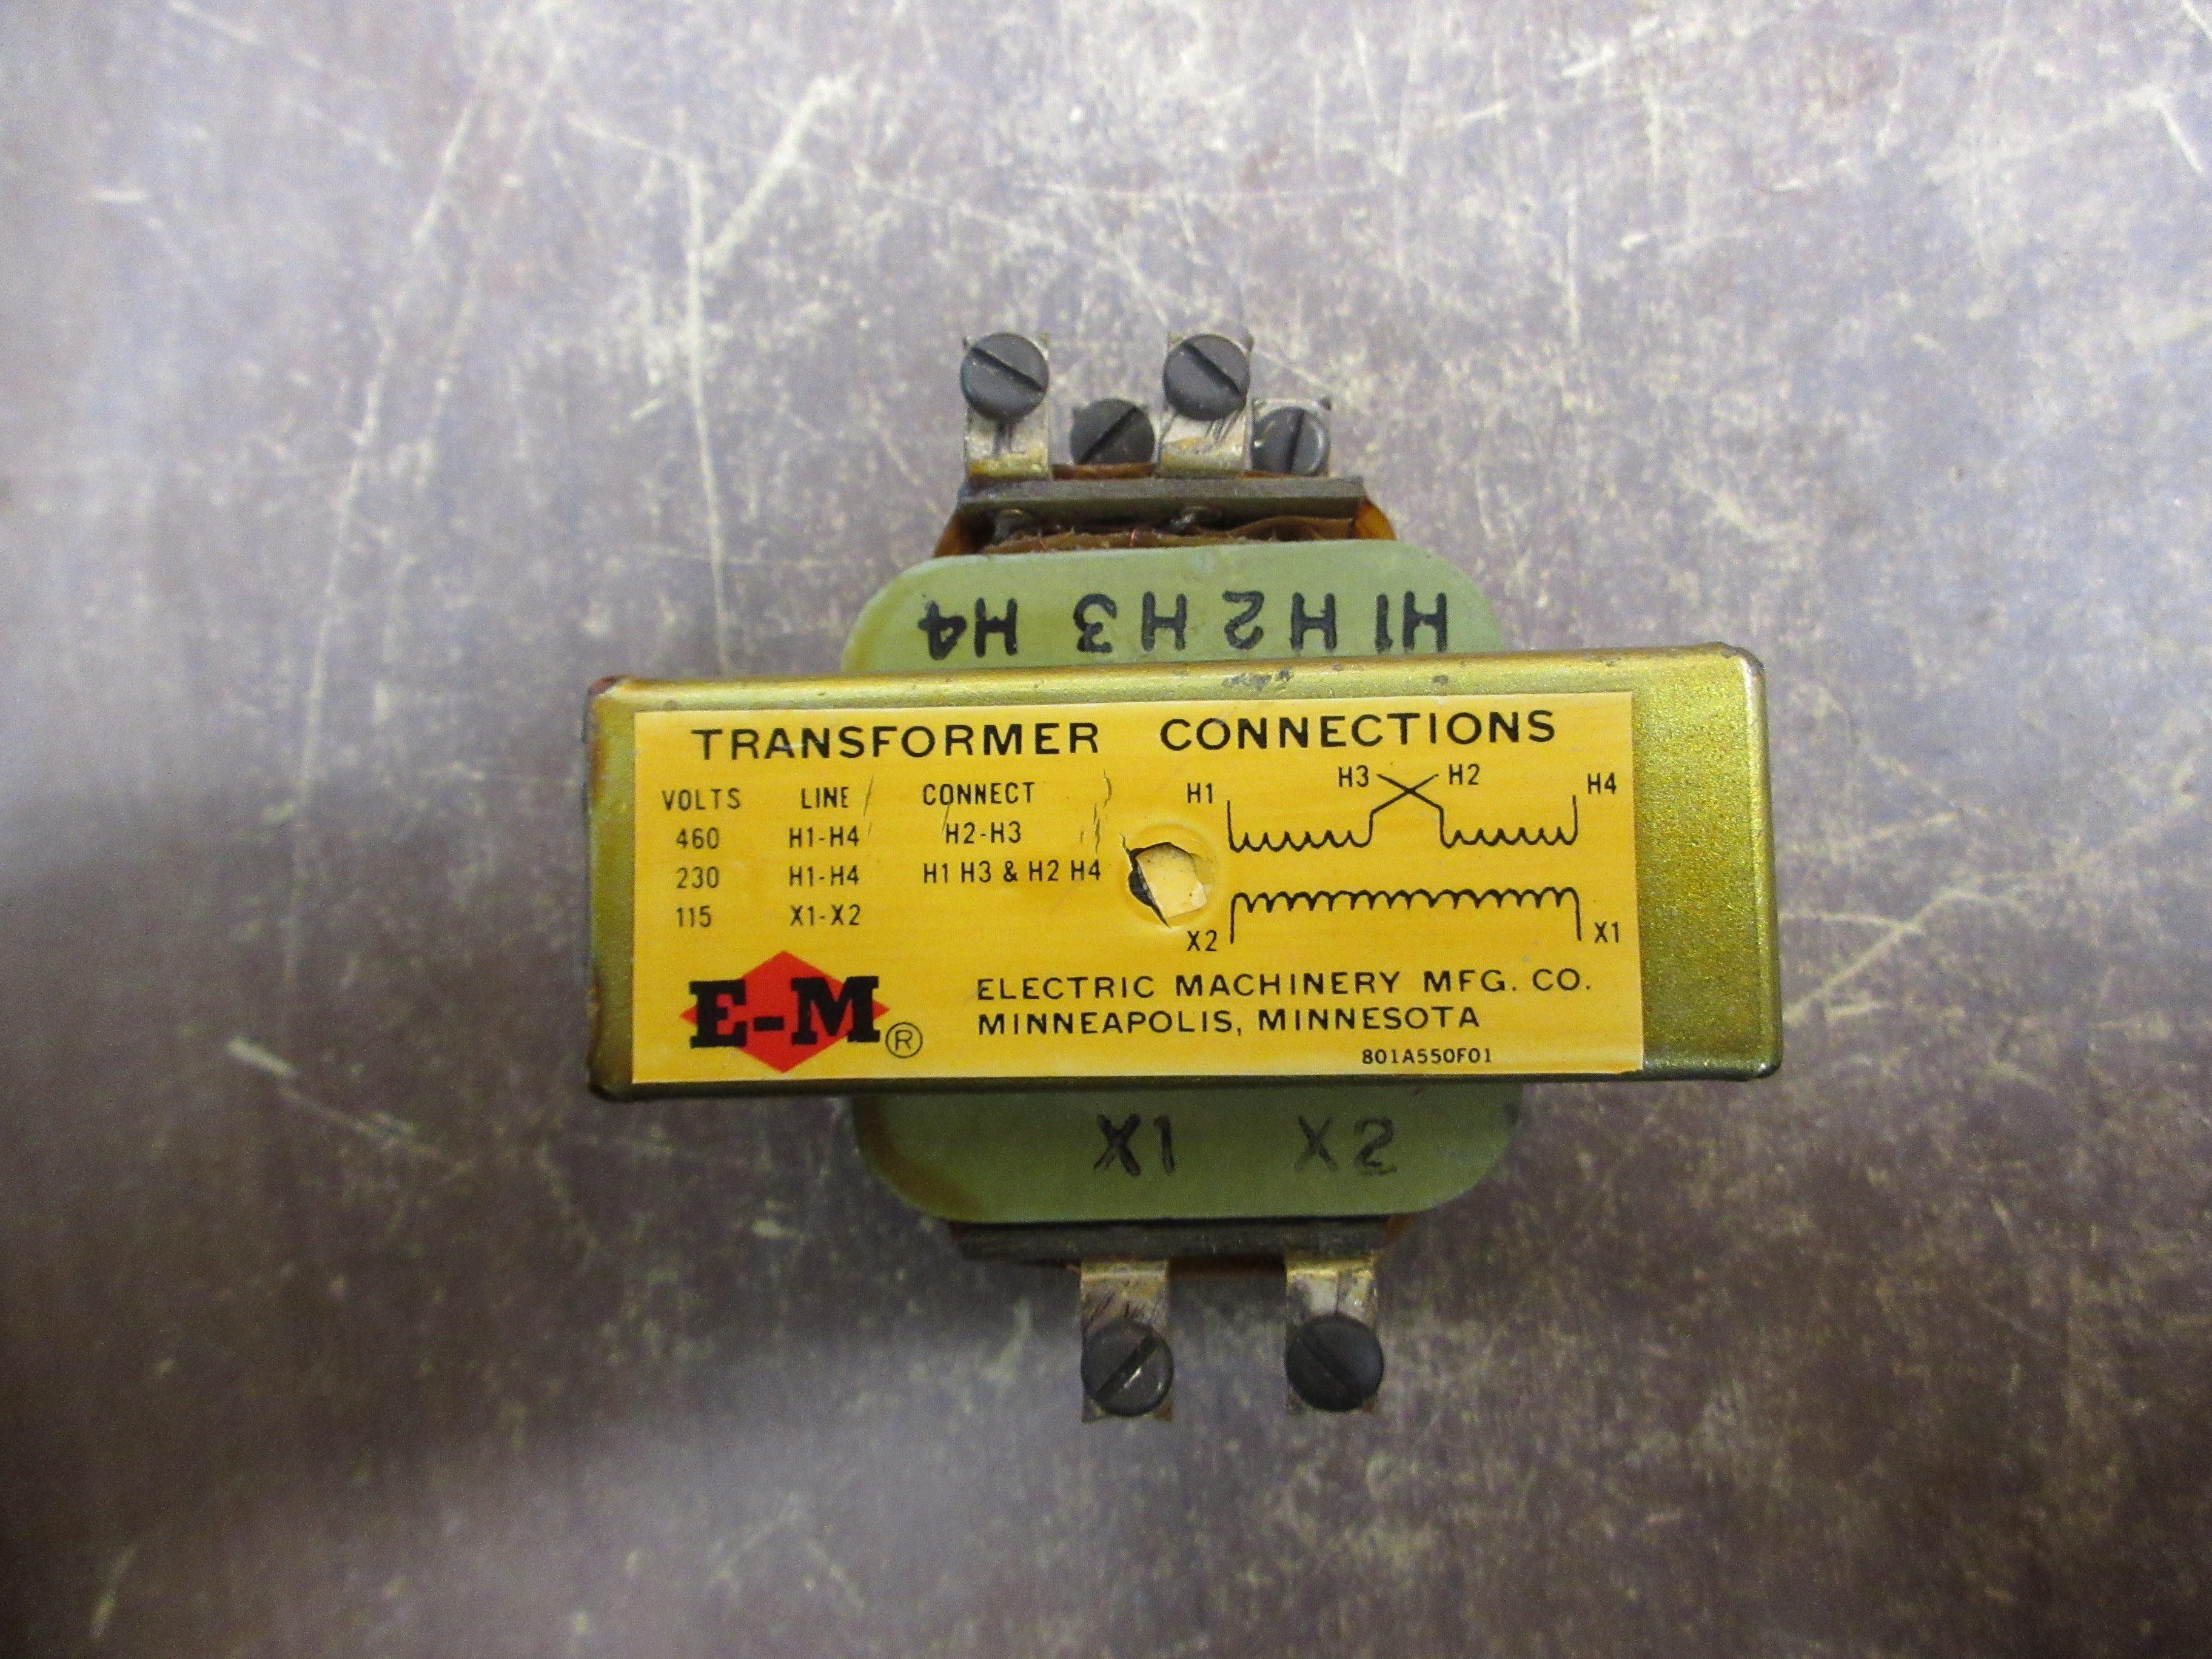 H1 H2 H3 H4
TRANSFORMER CONNECTIONS
VOLTS LINE CONNECT
460 H1-H4 H2-H3
230 H1-H4 H1 H3 & H2 H4
115 X1-X2
H1 H3 H2 H4
X2 X1
E-M®
ELECTRIC MACHINERY MFG. CO.
MINNEAPOLIS, MINNESOTA
801A550F01
X1 X2